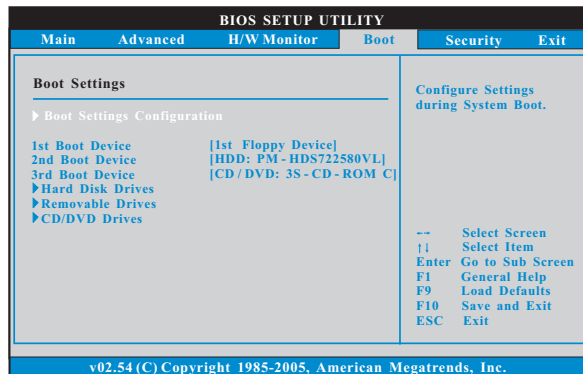 BIOS SETUP UTILITY
Main Advanced H/W Monitor Boot Security Exit
Boot Settings
Boot Settings Configuration
1st Boot Device [1st Floppy Device]
2nd Boot Device [HDD: PM-HDS722580VL]
3rd Boot Device [CD/DVD: 3S-CD-ROM C]
Hard Disk Drives
Removable Drives
CD/DVD Drives
Configure Settings
during System Boot.
←→ Select Screen
↑↓ Select Item
Enter Go to Sub Screen
F1 General Help
F9 Load Defaults
F10 Save and Exit
ESC Exit
v02.54 (C) Copyright 1985-2005, American Megatrends, Inc.